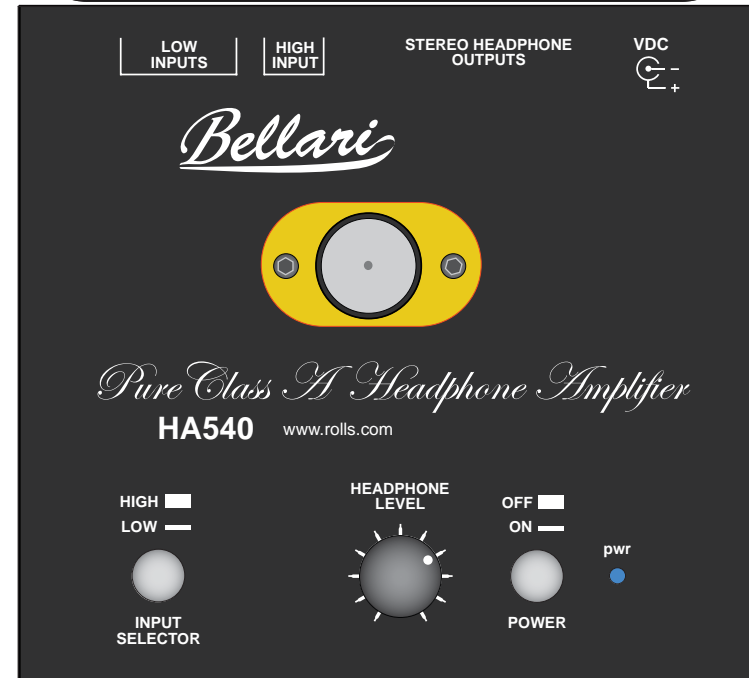 LOW
INPUTS
HIGH
INPUT
STEREO HEADPHONE
OUTPUTS
VDC
-
+
Bellari
Pure Class A Headphone Amplifier
HA540 www.rolls.com
HIGH
LOW
INPUT
SELECTOR
HEADPHONE
LEVEL
OFF
ON
POWER
pwr